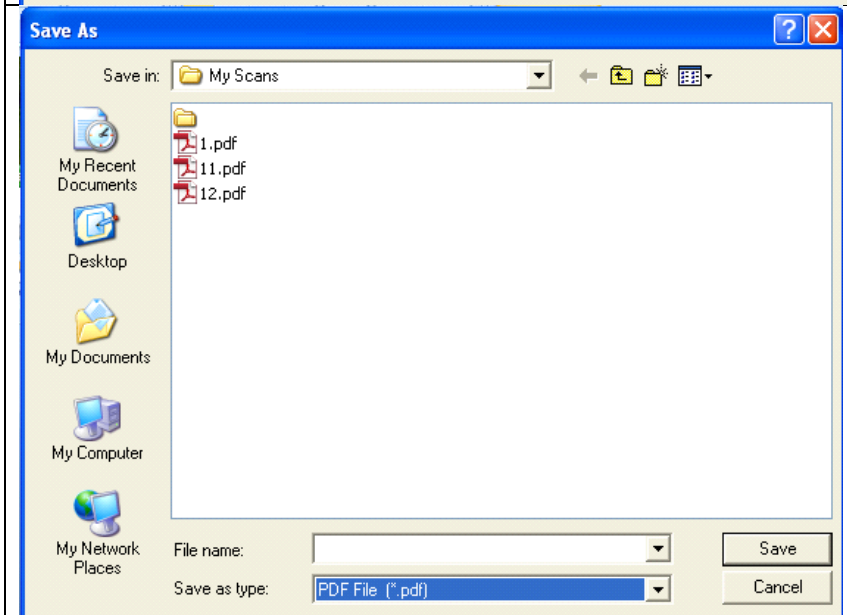 Save As
Save in: My Scans
1.pdf
11.pdf
12.pdf
My Recent
Documents
Desktop
My Documents
My Computer
My Network
Places
File name:
Save
Save as type: PDF File (*.pdf)
Cancel